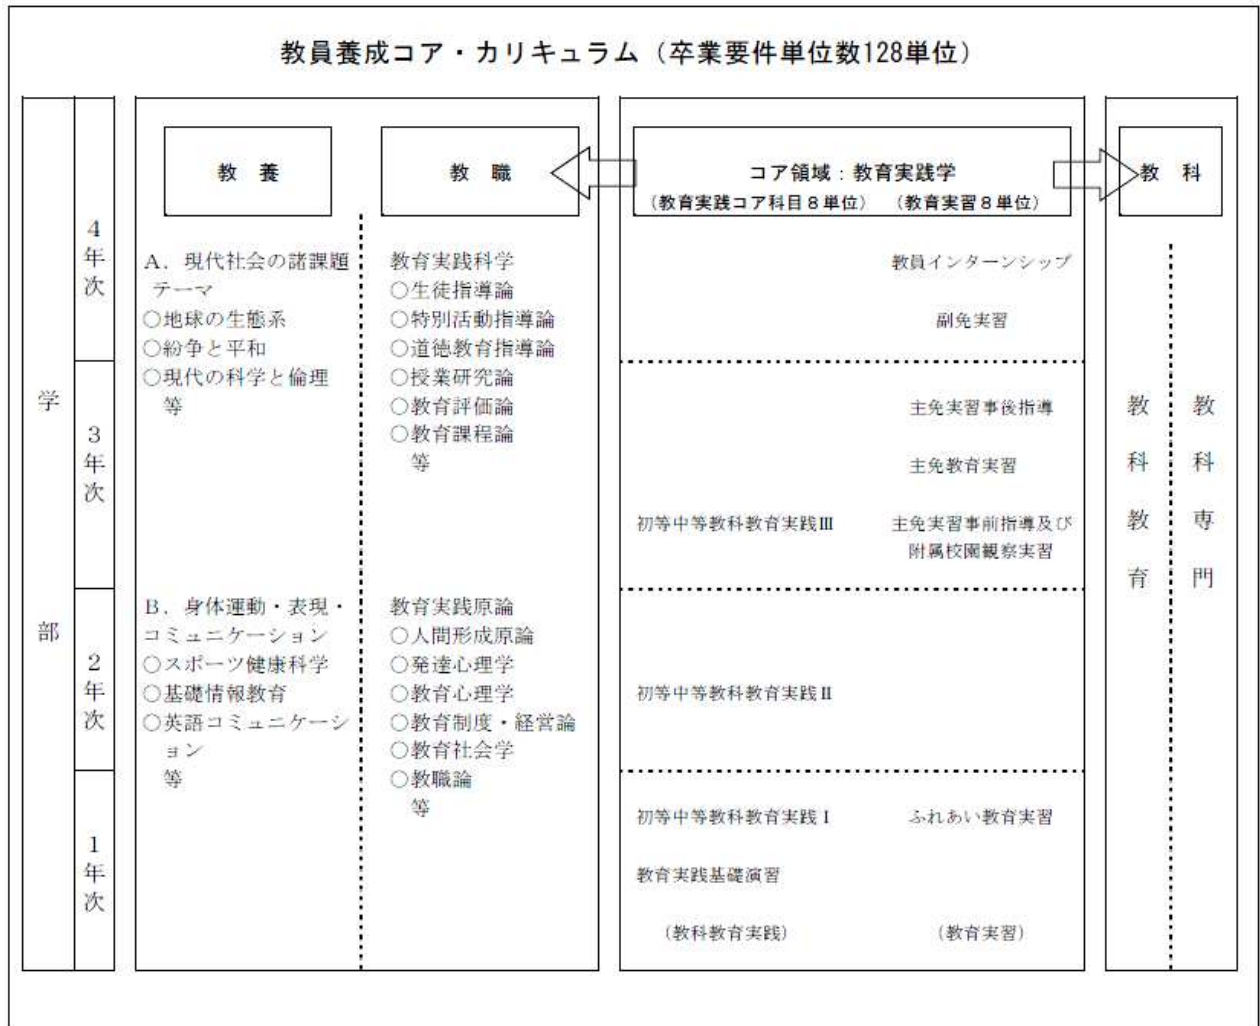 教員養成コア・カリキュラム（卒業要件単位数128単位）
学部
4年次
3年次
2年次
1年次
教 養
A．現代社会の諸課題
テーマ
○地球の生態系
○紛争と平和
○現代の科学と倫理
等
B．身体運動・表現・
コミュニケーション
○スポーツ健康科学
○基礎情報教育
○英語コミュニケーシ
ョン
等
教 職
教育実践科学
○生徒指導論
○特別活動指導論
○道徳教育指導論
○授業研究論
○教育評価論
○教育課程論
等
教育実践原論
○人間形成原論
○発達心理学
○教育心理学
○教育制度・経営論
○教育社会学
○教職論
等
コア領域：教育実践学
（教育実践コア科目８単位） （教育実習８単位）
教員インターンシップ
副免実習
主免実習事後指導
主免教育実習
初等中等教科教育実践Ⅲ
主免実習事前指導及び
附属校園観察実習
初等中等教科教育実践Ⅱ
初等中等教科教育実践Ⅰ
ふれあい教育実習
教育実践基礎演習
（教科教育実践）
（教育実習）
教 科
教科教育
教科専門